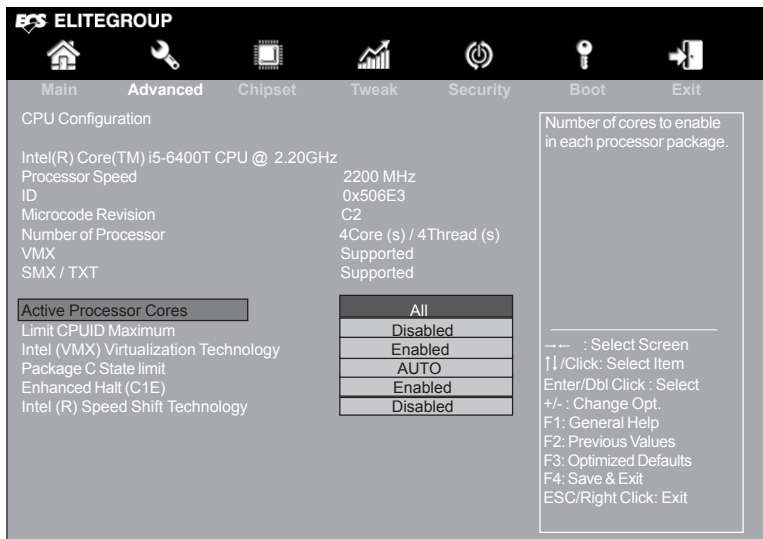 ECS ELITEGROUP
Main Advanced Chipset Tweak Security Boot Exit
CPU Configuration
Intel(R) Core(TM) i5-6400T CPU @ 2.20GHz
Processor Speed 2200 MHz
ID 0x506E3
Microcode Revision C2
Number of Processor 4Core (s) / 4Thread (s)
VMX Supported
SMX / TXT Supported
Active Processor Cores All
Limit CPUID Maximum Disabled
Intel (VMX) Virtualization Technology Enabled
Package C State limit AUTO
Enhanced Halt (C1E) Enabled
Intel (R) Speed Shift Technology Disabled
Number of cores to enable
in each processor package.
→← : Select Screen
↑↓/Click: Select Item
Enter/Dbl Click : Select
+/- : Change Opt.
F1: General Help
F2: Previous Values
F3: Optimized Defaults
F4: Save & Exit
ESC/Right Click: Exit